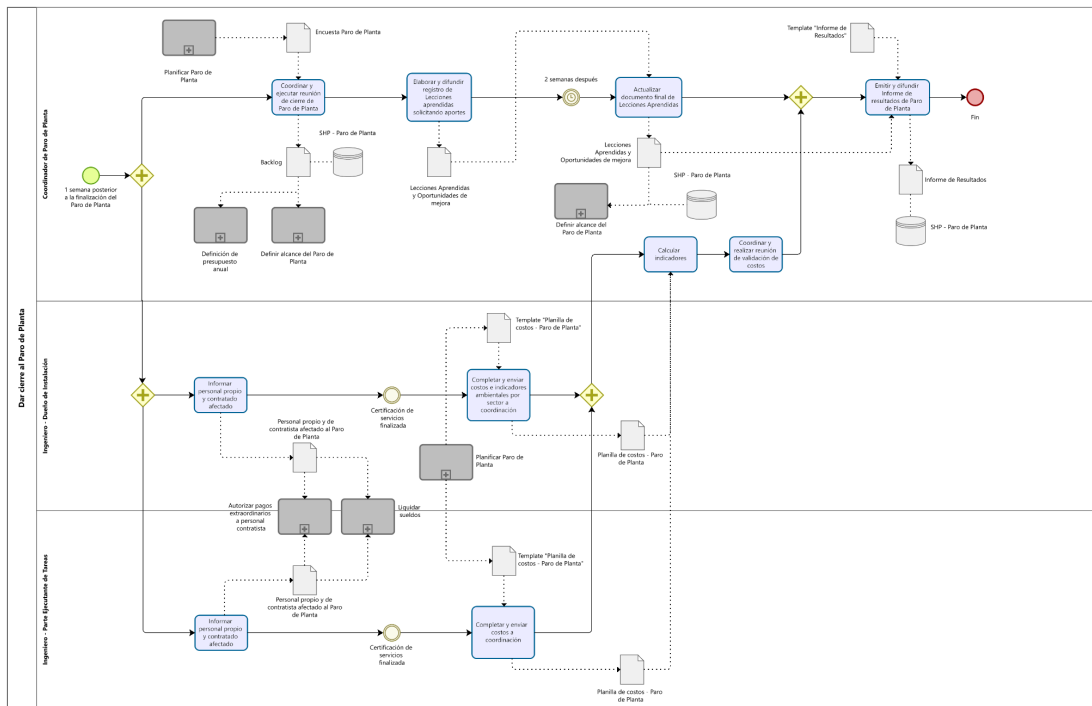 Dar cierre al Paro de Planta
Coordinador de Paro de Planta
Planificar Paro de
Planta
Encuesta Paro de Planta
Coordinar y
ejecutar reunión
de cierre de
Paro de Planta
Elaborar y difundir
registro de
Lecciones
aprendidas
solicitando aportes
2 semanas después
Actualizar
documento final de
Lecciones Aprendidas
Template "Informe de
Resultados"
Emitir y difundir
Informe de
resultados de Paro
de Planta
Fin
1 semana posterior
a la finalización del
Paro de Planta
SHP - Paro de Planta
Backlog
Definición de
presupuesto
anual
Definir alcance del Paro de
Planta
Lecciones Aprendidas
y Oportunidades de
mejora
Lecciones
Aprendidas y
Oportunidades
de mejora
SHP - Paro de Planta
Definir alcance del
Paro de Planta
Informe de Resultados
SHP - Paro de Planta
Calcular
indicadores
Coordinar y
realizar reunión
de validación de
costos
Ingeniero - Dueño de Instalación
Informar
personal propio
y contratado
afectado
Certificación de
servicios
finalizada
Template "Planilla de
costos - Paro de Planta"
Completar y enviar
costos e indicadores
ambientales por
sector a
coordinación
Personal propio y de
contratista afectado al Paro
de Planta
Planificar Paro de
Planta
Planilla de costos - Paro
de Planta
Autorizar pagos
extraordinarios
a personal
contratista
Liquidar
sueldos
Ingeniero - Parte Ejecutante de Tareas
Template "Planilla de
costos - Paro de Planta"
Personal propio y de
contratista afectado al Paro
de Planta
Informar
personal propio
y contratado
afectado
Certificación de
servicios
finalizada
Completar y enviar
costos a
coordinación
Planilla de costos - Paro
de Planta